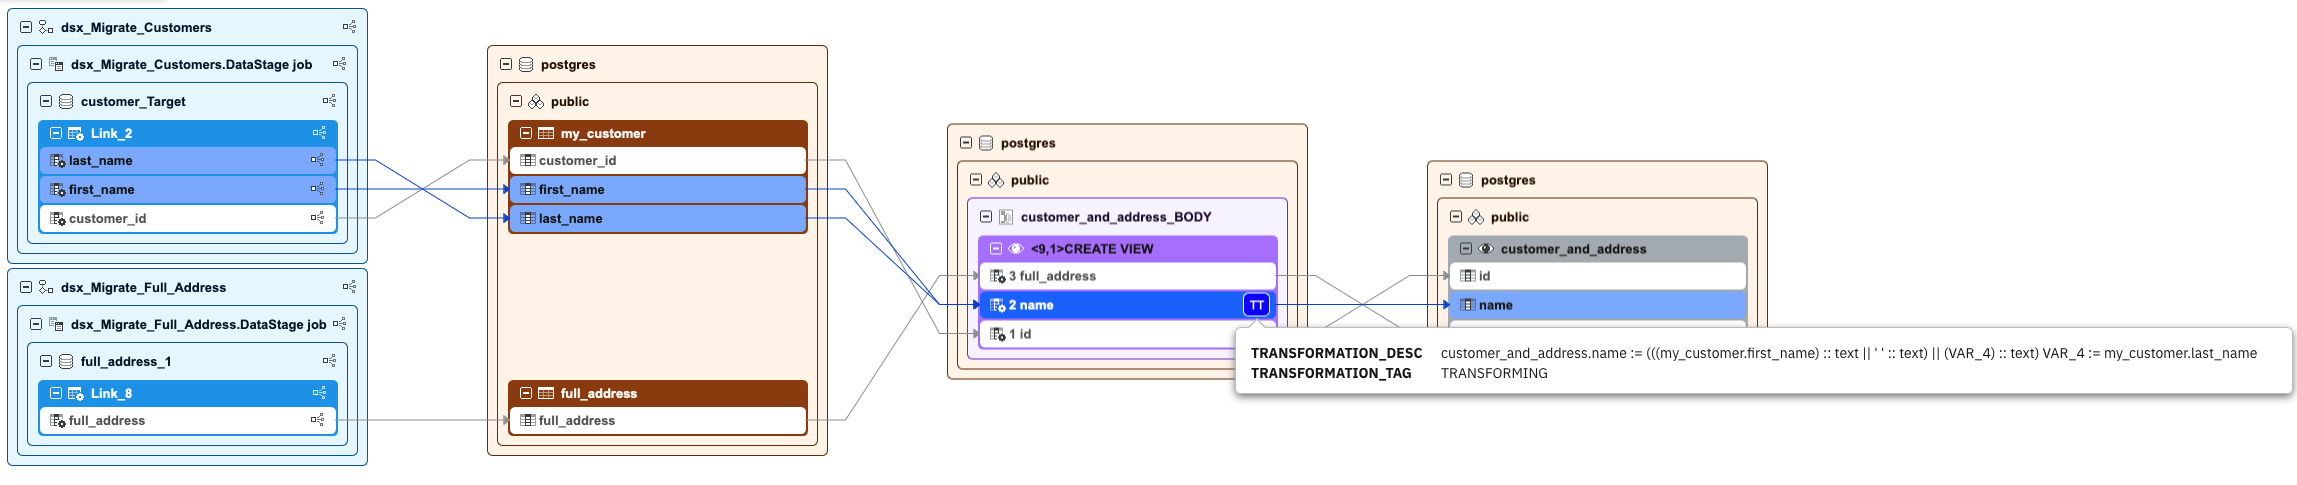 dsx_Migrate_Customers
dsx_Migrate_Customers.DataStage job
customer_Target
Link_2
last_name
first_name
customer_id
dsx_Migrate_Full_Address
dsx_Migrate_Full_Address.DataStage job
full_address_1
Link_8
full_address
postgres
public
my_customer
customer_id
first_name
last_name
full_address
full_address
postgres
public
customer_and_address_BODY
<9,1>CREATE VIEW
3 full_address
2 name TT
1 id
postgres
public
customer_and_address
id
name
TRANSFORMATION_DESC customer_and_address.name := (((my_customer.first_name) :: text || ' ' :: text) || (VAR_4) :: text) VAR_4 := my_customer.last_name
TRANSFORMATION_TAG TRANSFORMING